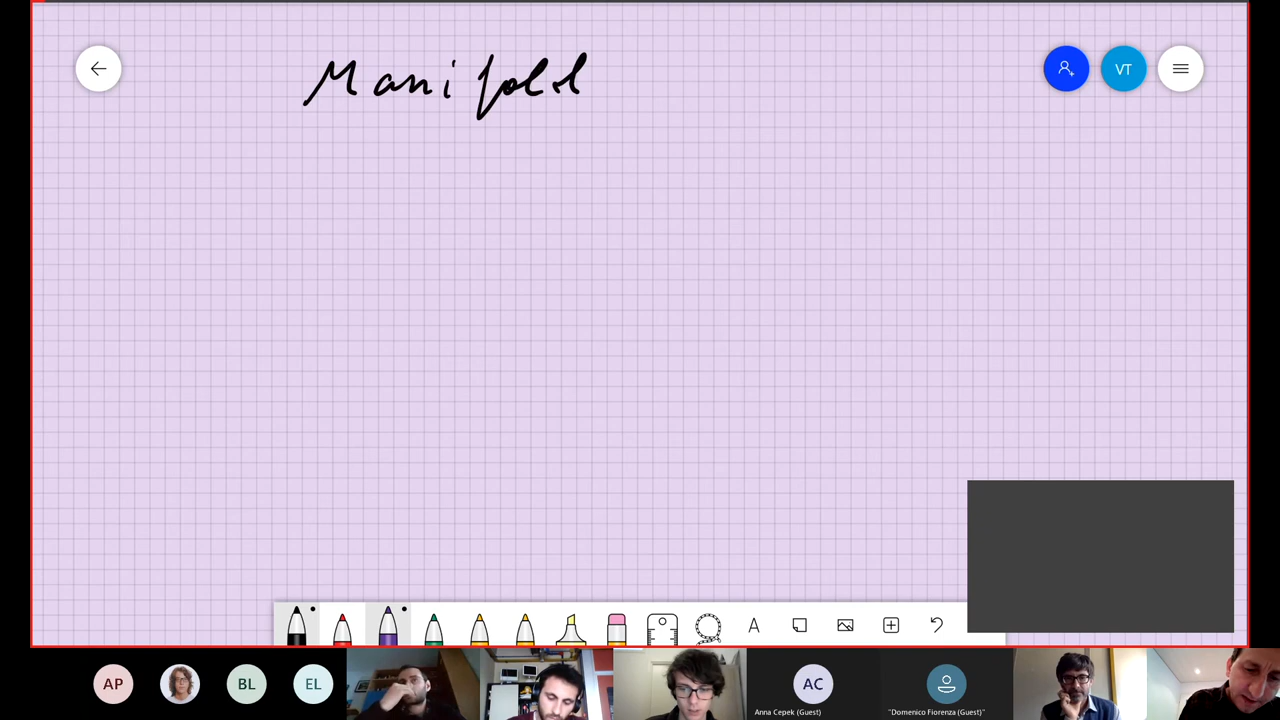 Manifold
VT
A
AP
BL
EL
AC
Anna Cepek (Guest)
"Domenico Fiorenza (Guest)"